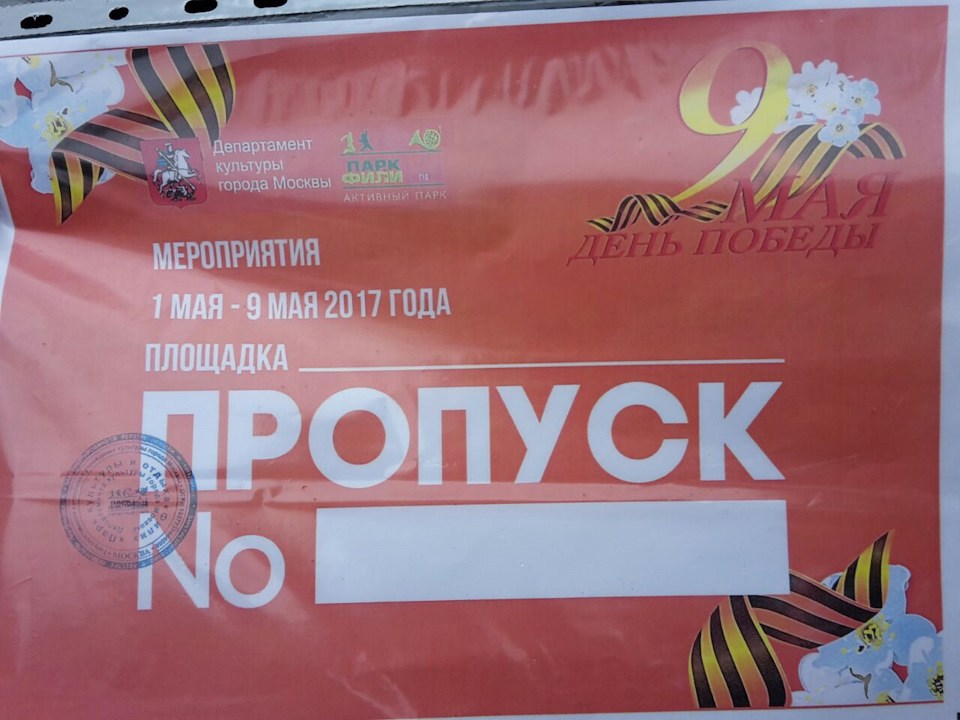 Департамент
культуры
города Москвы
ПАРК
ФИЛИ
АКТИВНЫЙ ПАРК
9
МАЯ
ДЕНЬ ПОБЕДЫ
МЕРОПРИЯТИЯ
1 МАЯ - 9 МАЯ 2017 ГОДА
ПЛОЩАДКА
ПРОПУСК
No
МОСКВА